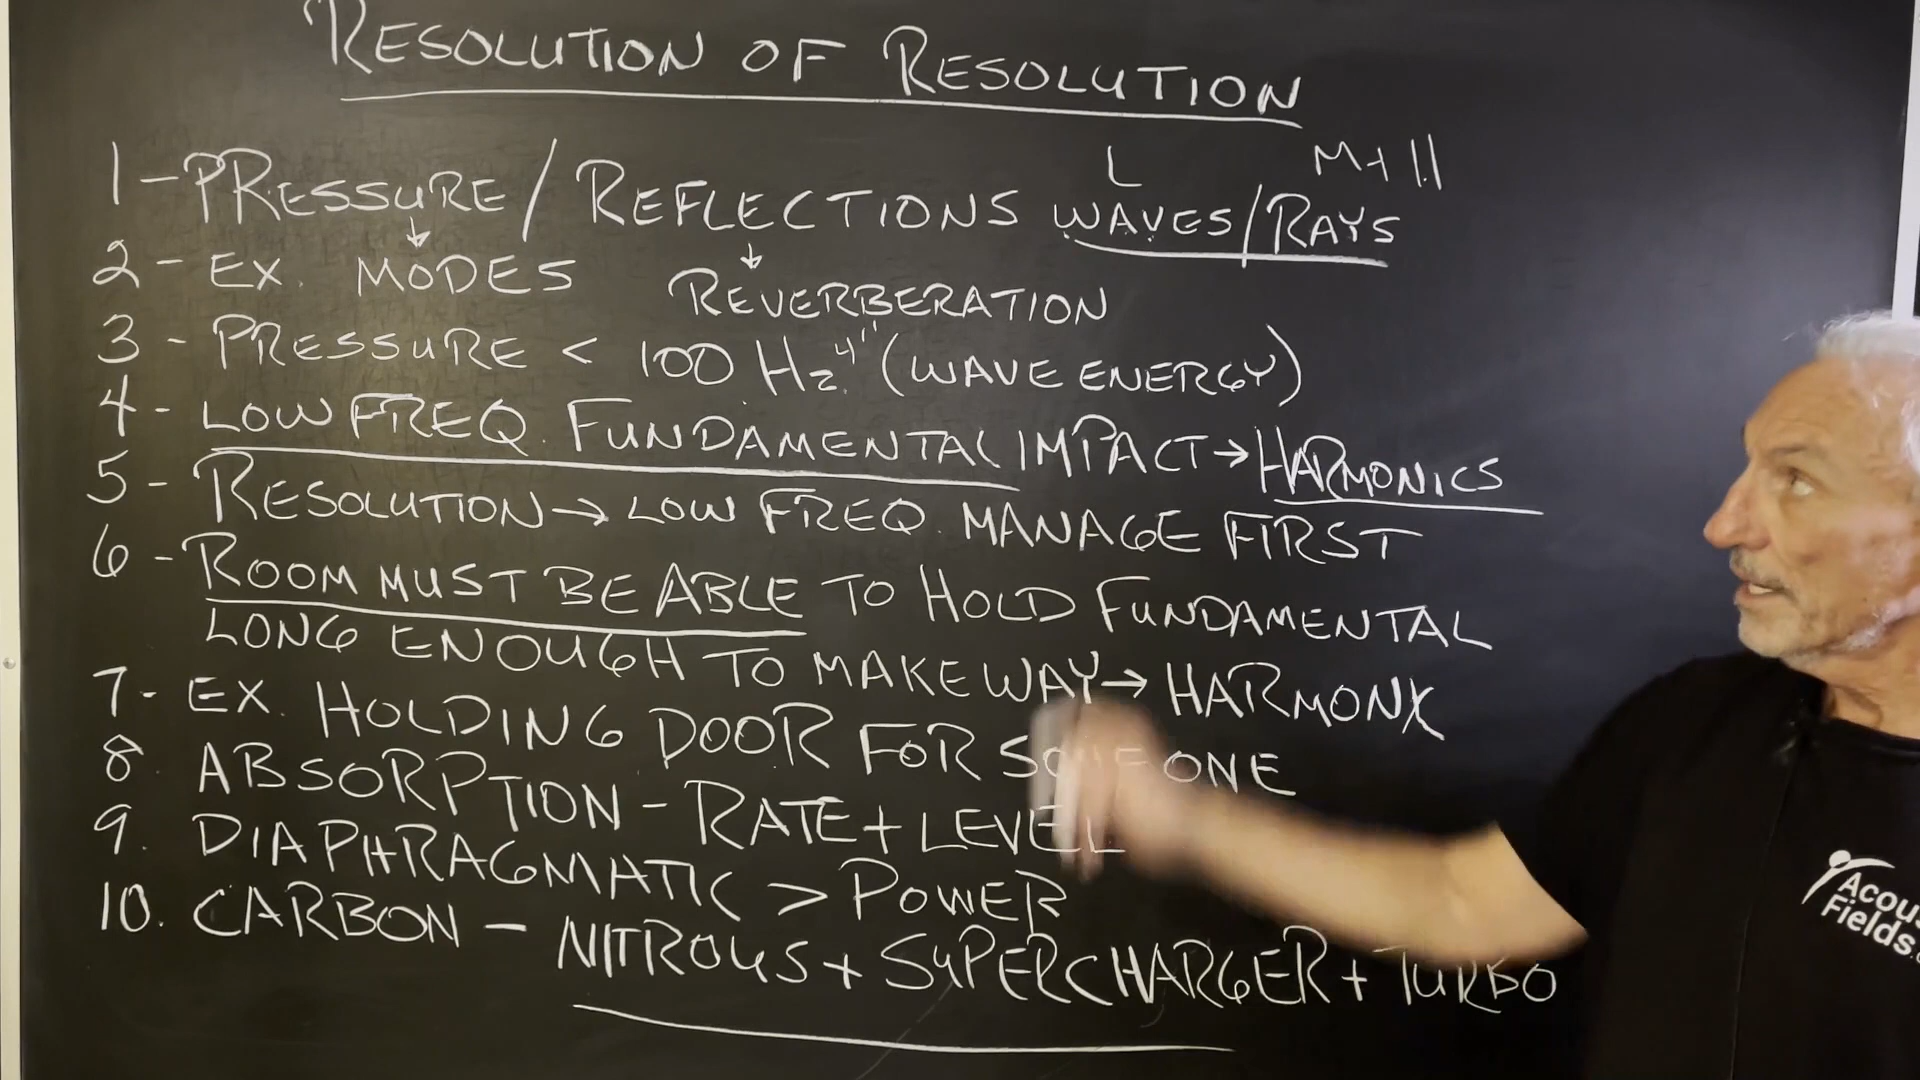 RESOLUTION OF RESOLUTION
L M+H
1-PRESSURE/REFLECTIONS WAVES/RAYS
2-EX. MODES REVERBERATION
3-PRESSURE < 100 Hz 4" (WAVE ENERGY)
4-LOW FREQ. FUNDAMENTAL IMPACT→HARMONICS
5-RESOLUTION→LOW FREQ. MANAGE FIRST
6-ROOM MUST BE ABLE TO HOLD FUNDAMENTAL
LONG ENOUGH TO MAKE WAY→HARMONX
7-EX. HOLDING DOOR FOR SOMEONE
8. ABSORPTION-RATE+LEVEL
9. DIAPHRAGMATIC > POWER
10. CARBON-NITROUS+SUPERCHARGER+TURBO
Fields.